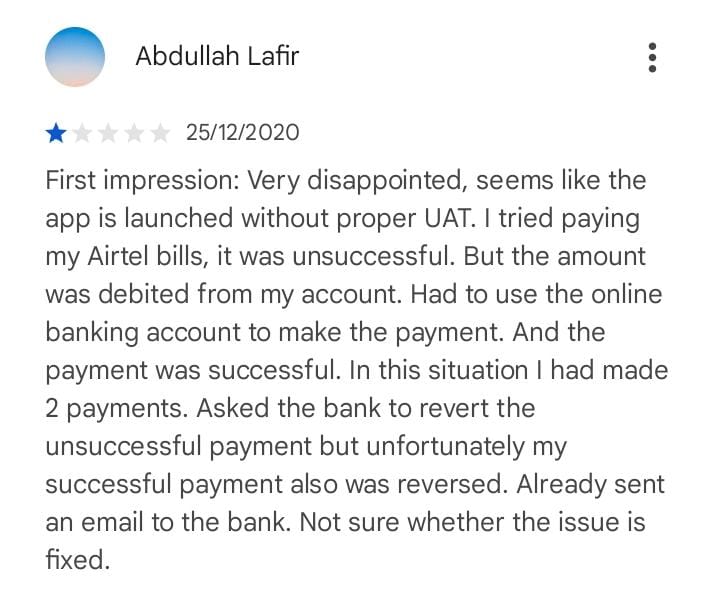 Abdullah Lafir
25/12/2020
First impression: Very disappointed, seems like the
app is launched without proper UAT. I tried paying
my Airtel bills, it was unsuccessful. But the amount
was debited from my account. Had to use the online
banking account to make the payment. And the
payment was successful. In this situation I had made
2 payments. Asked the bank to revert the
unsuccessful payment but unfortunately my
successful payment also was reversed. Already sent
an email to the bank. Not sure whether the issue is
fixed.